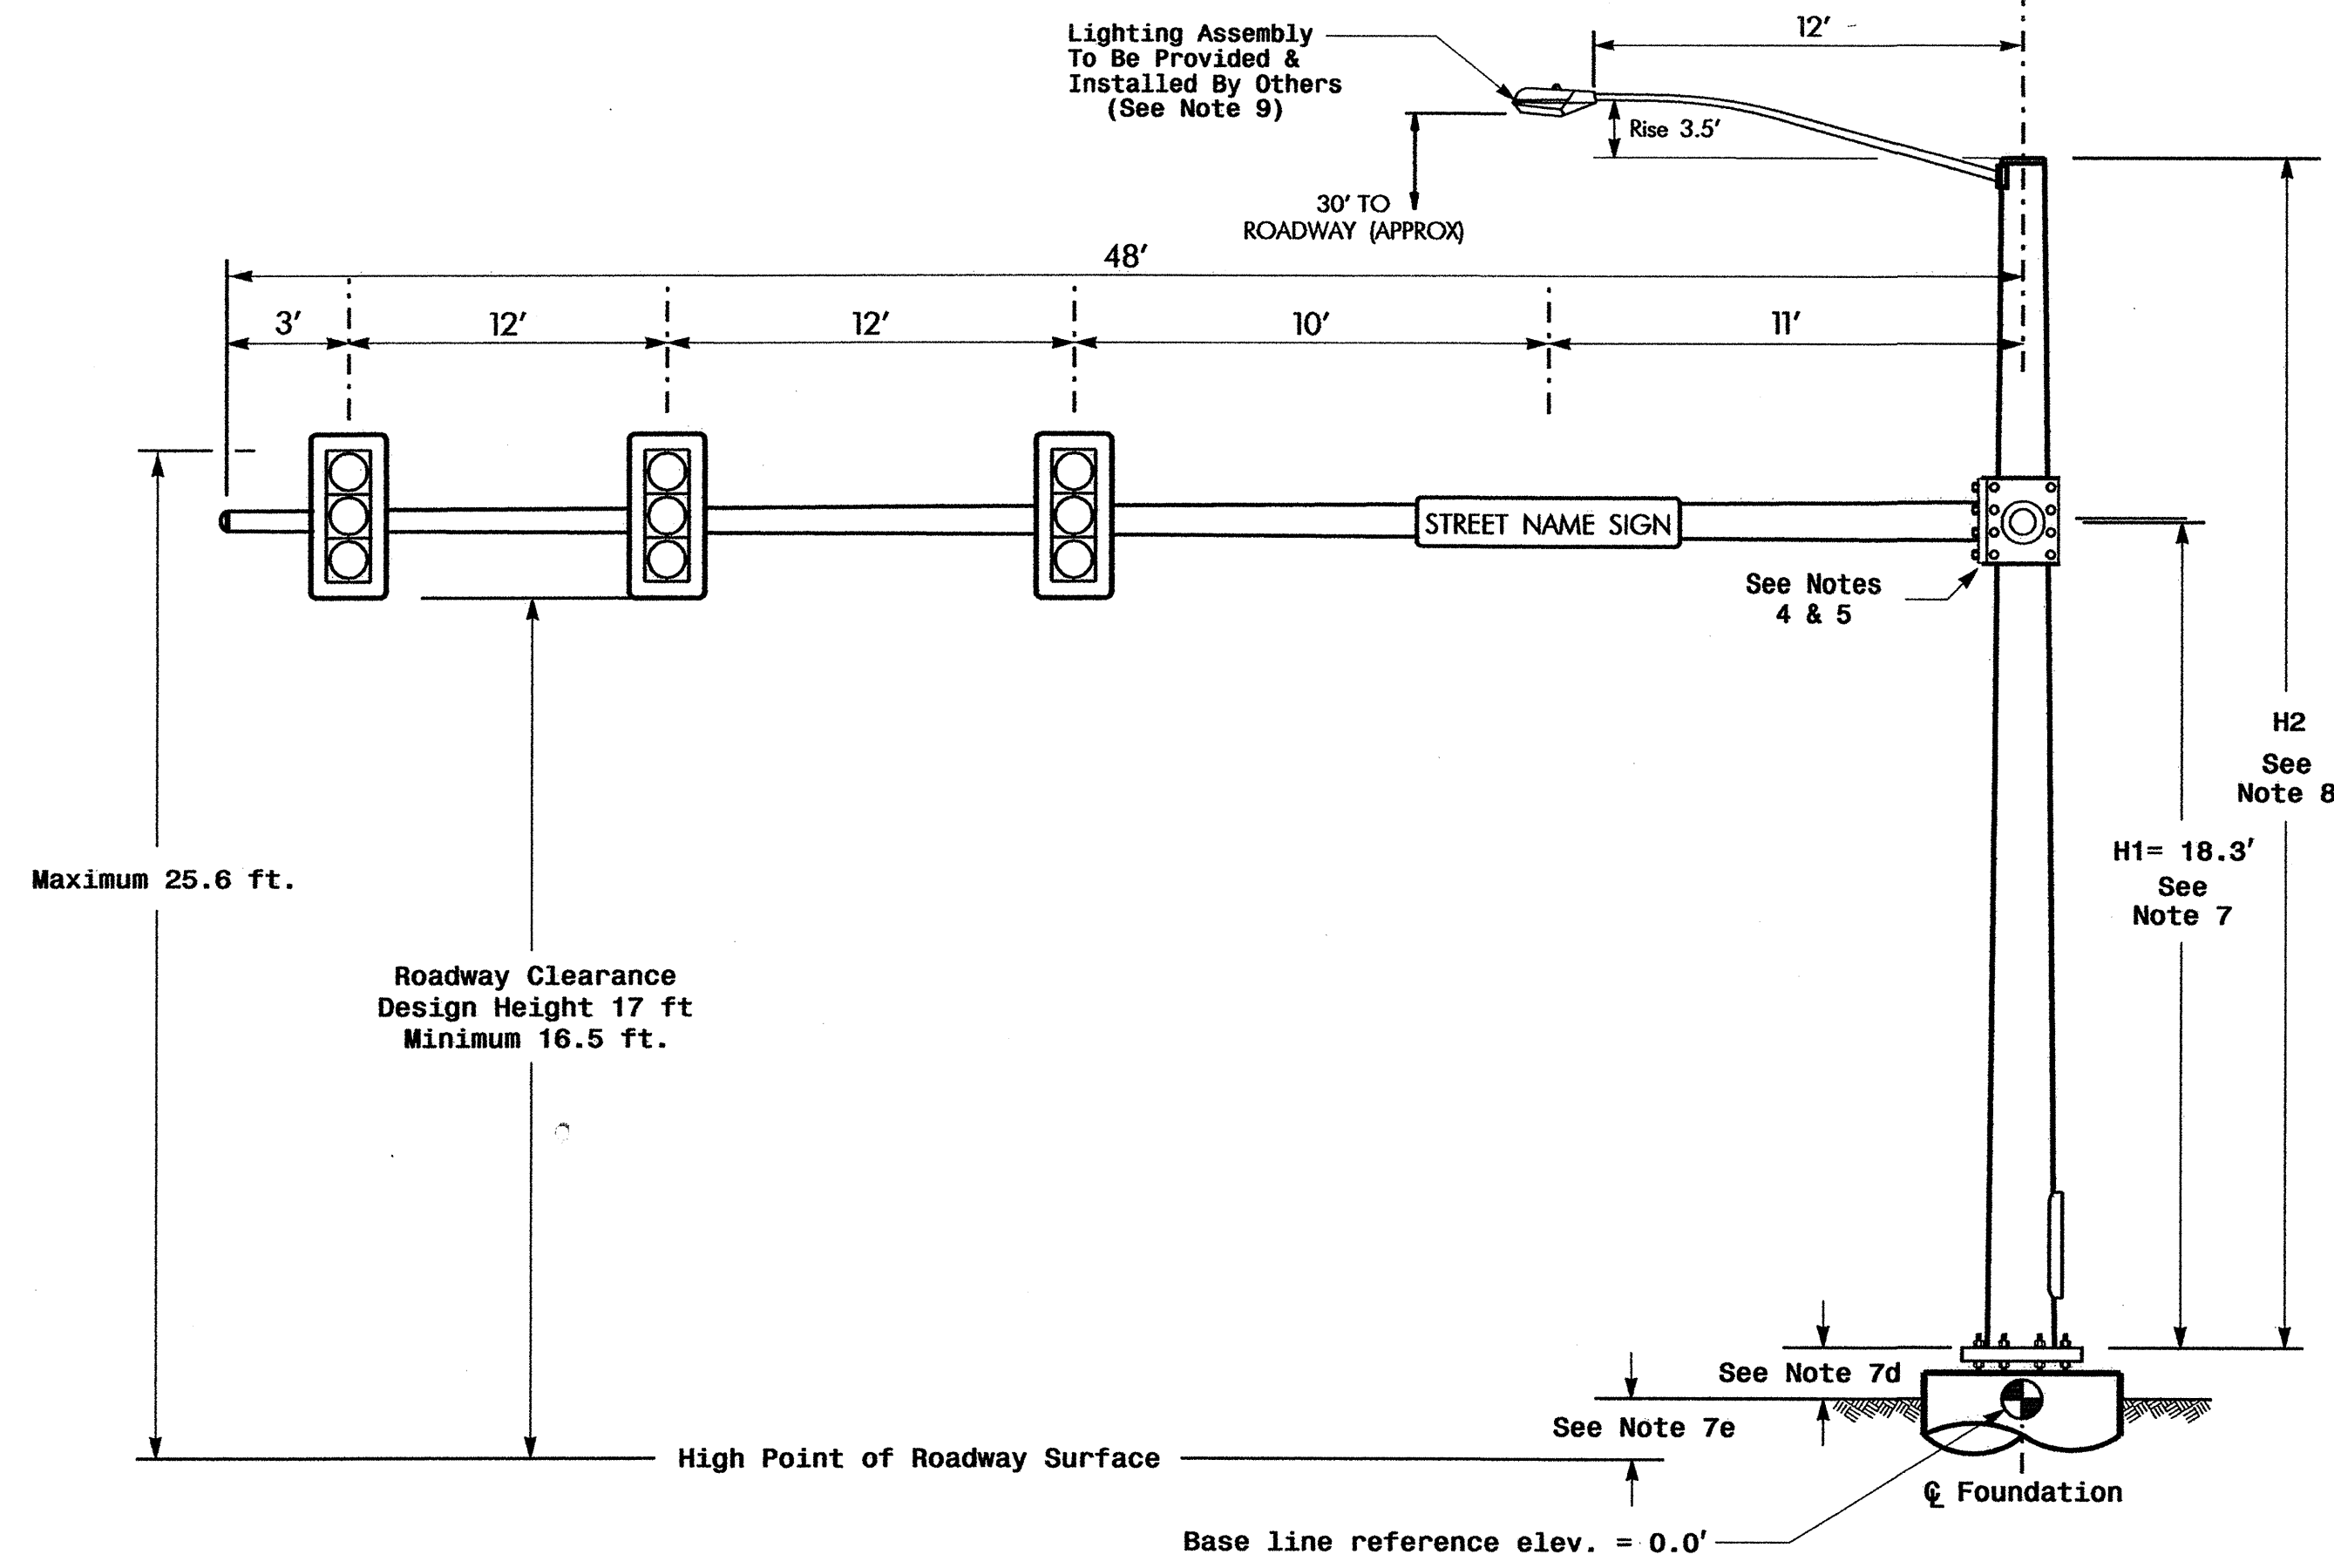 Lighting Assembly
To Be Provided &
Installed By Others
(See Note 9)
12'
Rise 3.5'
30' TO
ROADWAY (APPROX)
48'
3'
12'
12'
10'
11'
STREET NAME SIGN
See Notes
4 & 5
H2
See
Note 8
H1= 18.3'
See
Note 7
Maximum 25.6 ft.
Roadway Clearance
Design Height 17 ft
Minimum 16.5 ft.
See Note 7d
See Note 7e
High Point of Roadway Surface
℄ Foundation
Base line reference elev. = 0.0'